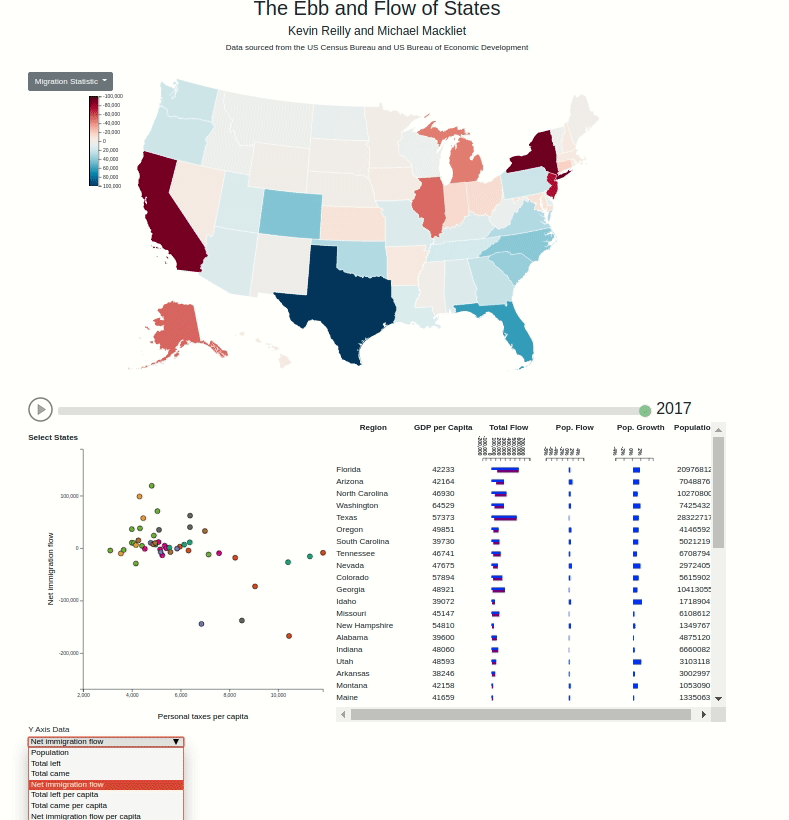 The Ebb and Flow of States
Kevin Reilly and Michael Mackliet
Data sourced from the US Census Bureau and US Bureau of Economic Development
Migration Statistic
-100,000
-80,000
-60,000
-40,000
-20,000
0
20,000
40,000
60,000
80,000
100,000
2017
Select States
100,000
0
-100,000
-200,000
Net immigration flow
2,000 4,000 6,000 8,000 10,000
Personal taxes per capita
Region GDP per Capita Total Flow Pop. Flow Pop. Growth Populatio
Florida 42233 20976812
Arizona 42164 7048876
North Carolina 46930 10270800
Washington 64529 7425432
Texas 57373 28322717
Oregon 49851 4146592
South Carolina 39730 5021219
Tennessee 46741 6708794
Nevada 47675 2972405
Colorado 57894 5615902
Georgia 48921 10413055
Idaho 39072 1718904
Missouri 45147 6108612
New Hampshire 54810 1349767
Alabama 39600 4875120
Indiana 48060 6660082
Utah 48593 3103118
Arkansas 38246 3002997
Montana 42158 1053090
Maine 41659 1335063
Y Axis Data
Net immigration flow
Population
Total left
Total came
Net immigration flow
Total left per capita
Total came per capita
Net immigration flow per capita